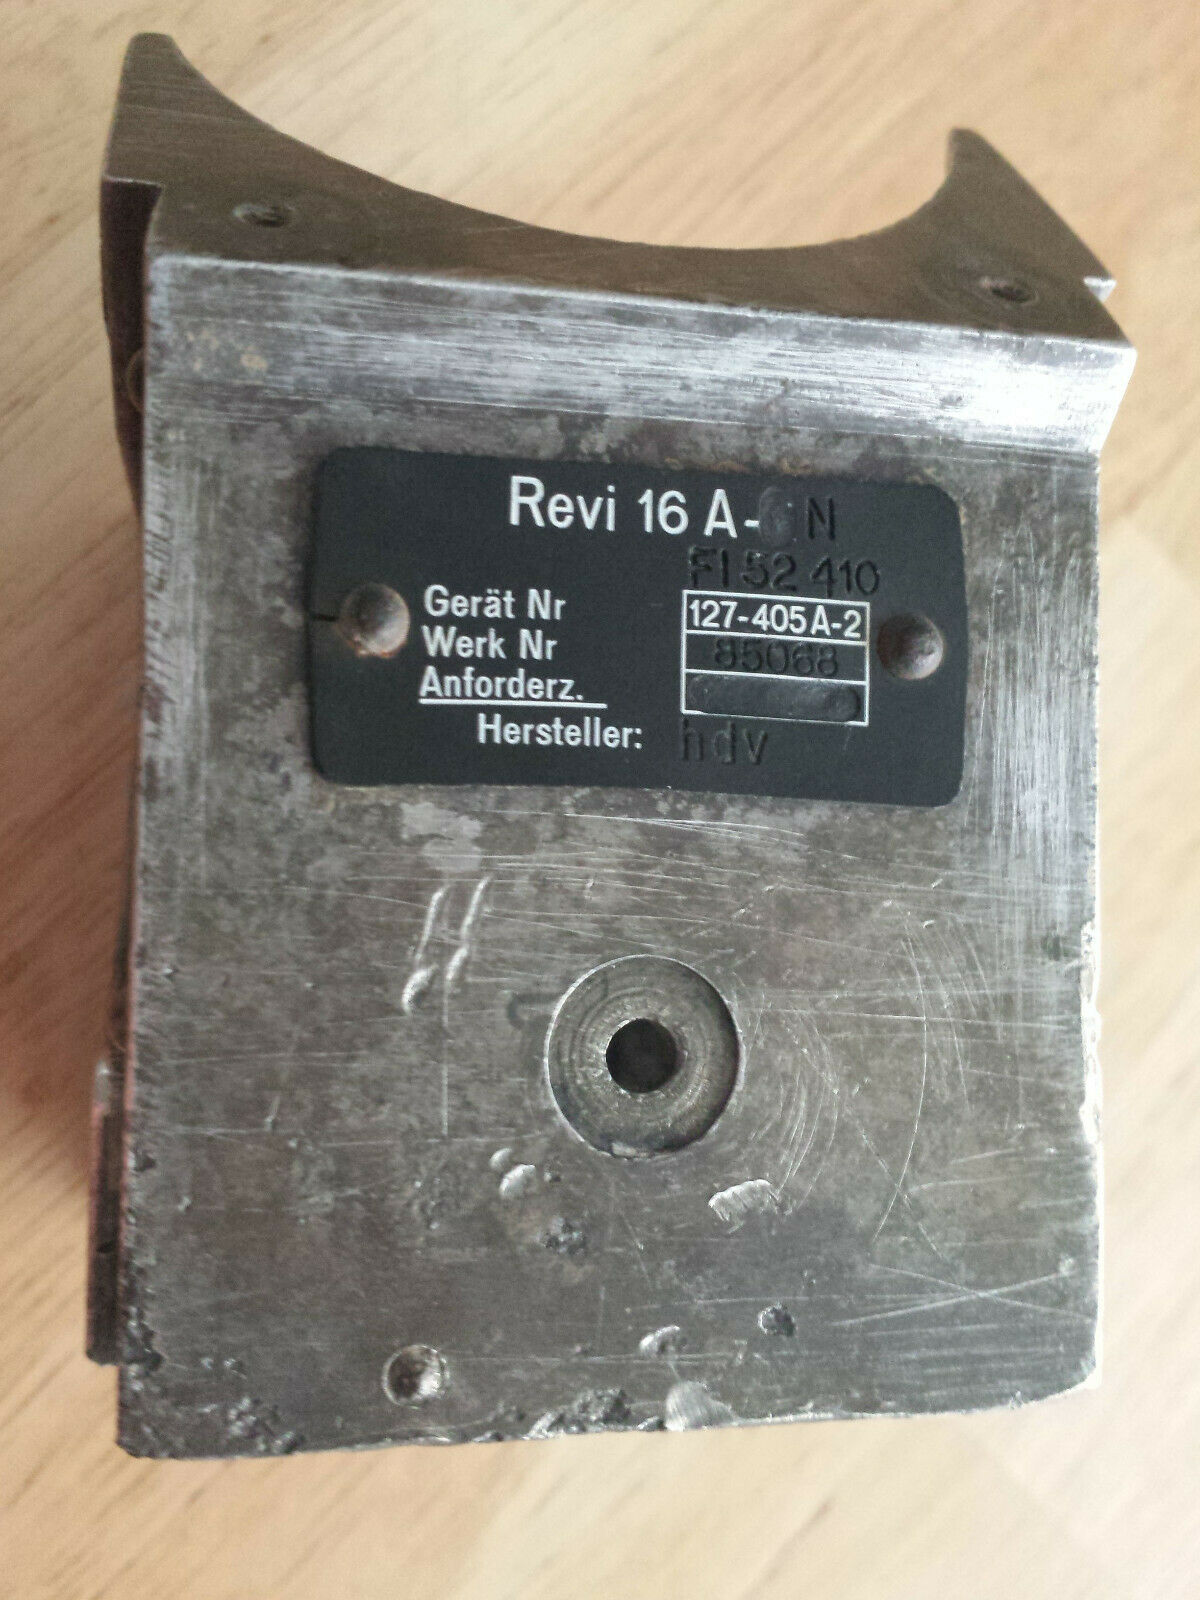 Revi 16 A- N
Fl 52 410
Gerät Nr 127-405 A-2
Werk Nr 85068
Anforderz.
Hersteller: hdv